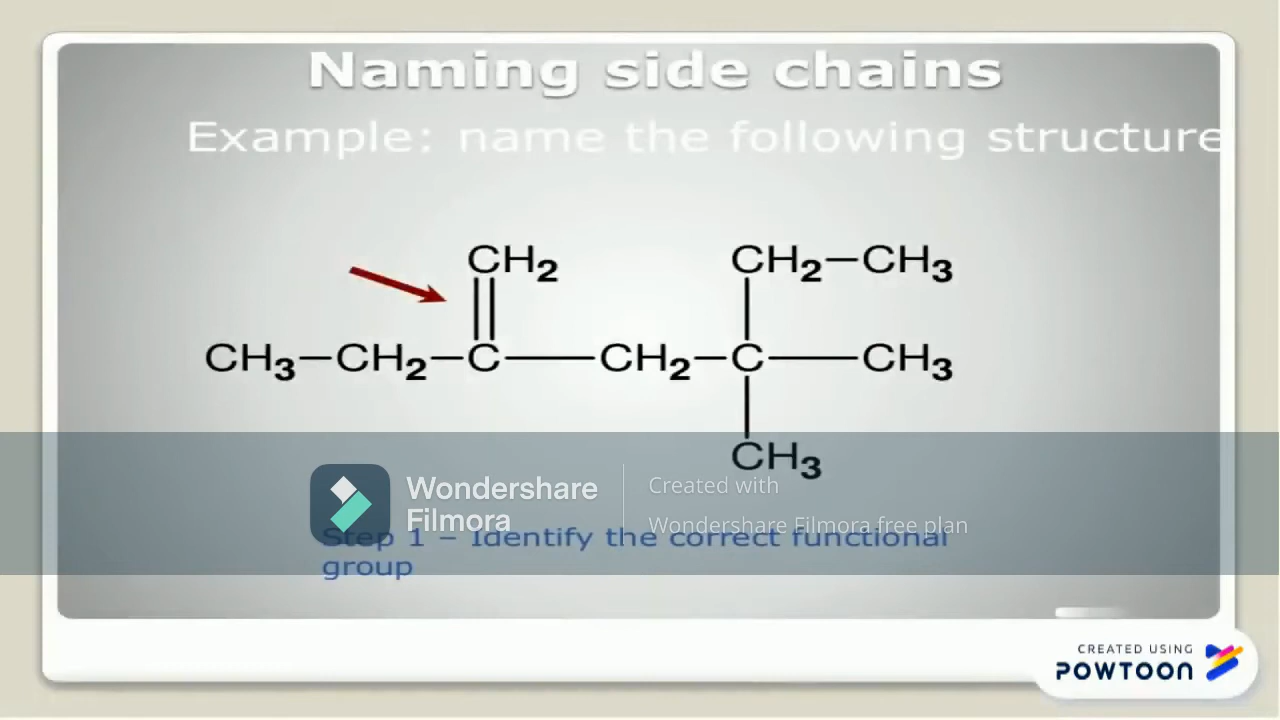 Naming side chains
Example: name the following structure
CH2 CH2–CH3
CH3–CH2–C—CH2–C—CH3
CH3
Wondershare
Filmora
Created with
Wondershare Filmora free plan
Step 1 – Identify the correct functional
group
CREATED USING
POWTOON